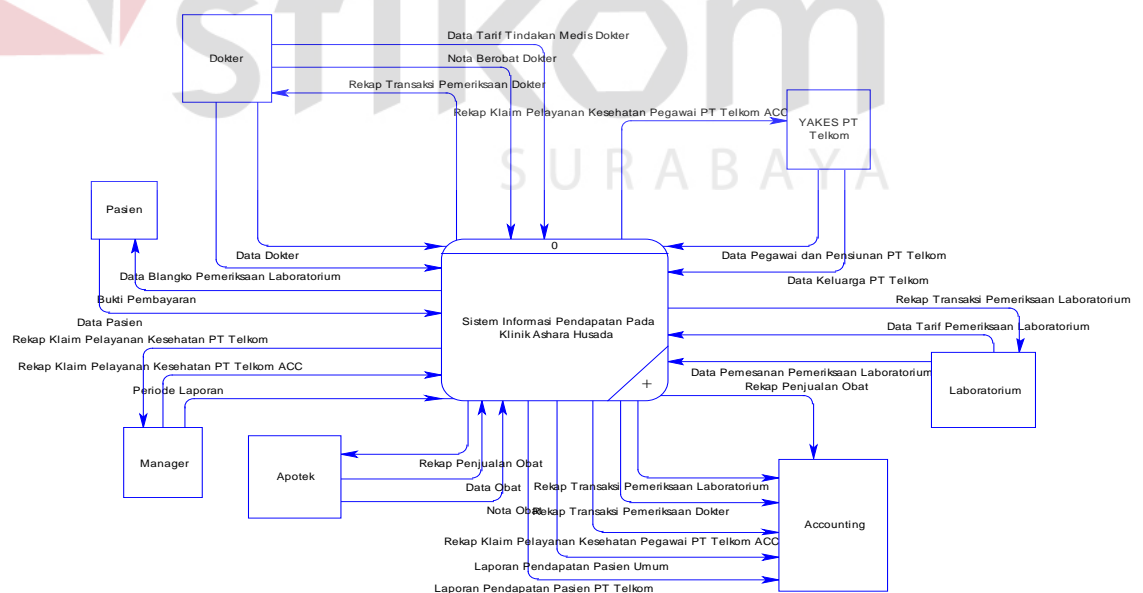 stikom
SURABAYA
Dokter
Data Tarif Tindakan Medis Dokter
Nota Berobat Dokter
Rekap Transaksi Pemeriksaan Dokter
Rekap Klaim Pelayanan Kesehatan Pegawai PT Telkom ACC
YAKES PT
Telkom
Pasien
0
Data Dokter
Data Pegawai dan Pensiunan PT Telkom
Data Blangko Pemeriksaan Laboratorium
Data Keluarga PT Telkom
Bukti Pembayaran
Rekap Transaksi Pemeriksaan Laboratorium
Data Pasien
Sistem Informasi Pendapatan Pada
Klinik Ashara Husada
Data Tarif Pemeriksaan Laboratorium
Rekap Klaim Pelayanan Kesehatan PT Telkom
Rekap Klaim Pelayanan Kesehatan PT Telkom ACC
Data Pemesanan Pemeriksaan Laboratorium
+
Rekap Penjualan Obat
Periode Laporan
Laboratorium
Manager
Apotek
Rekap Penjualan Obat
Data Obat
Rekap Transaksi Pemeriksaan Laboratorium
Nota Obat
Rekap Transaksi Pemeriksaan Dokter
Accounting
Rekap Klaim Pelayanan Kesehatan Pegawai PT Telkom ACC
Laporan Pendapatan Pasien Umum
Laporan Pendapatan Pasien PT Telkom